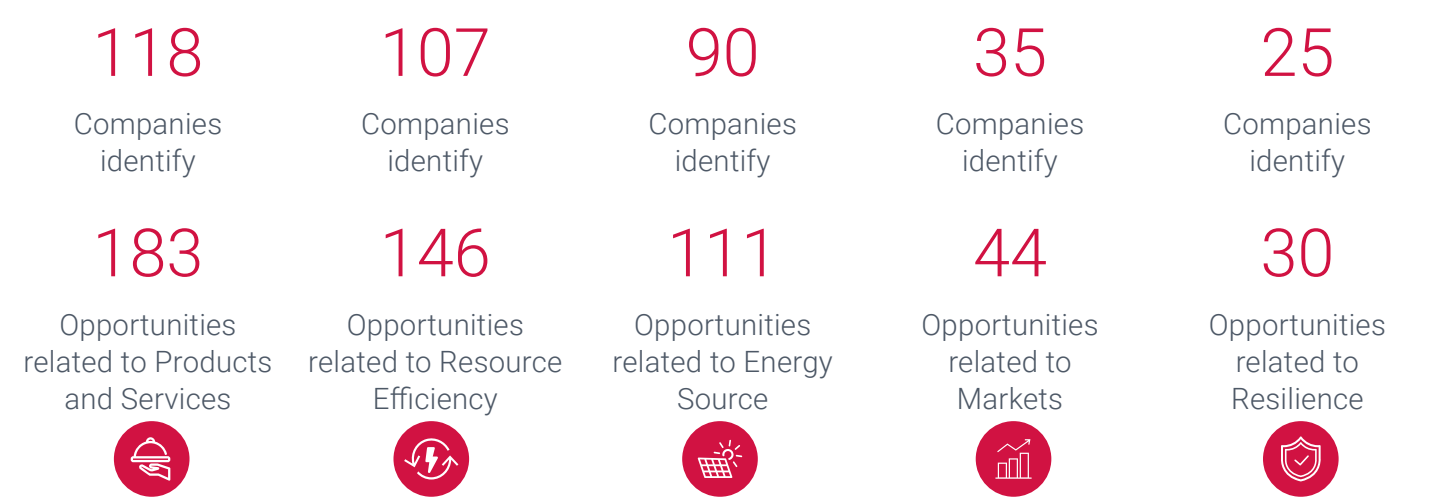 118
Companies
identify
183
Opportunities
related to Products
and Services
107
Companies
identify
146
Opportunities
related to Resource
Efficiency
90
Companies
identify
111
Opportunities
related to Energy
Source
35
Companies
identify
44
Opportunities
related to
Markets
25
Companies
identify
30
Opportunities
related to
Resilience